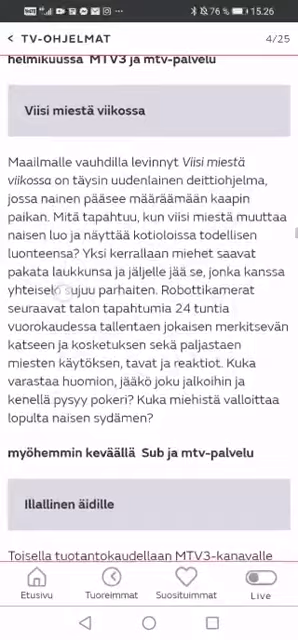 76 % 15.26
< TV-OHJELMAT 4/25
helmikuussa MTV3 ja mtv-palvelu
Viisi miestä viikossa
Maailmalle vauhdilla levinnyt Viisi miestä
viikossa on täysin uudenlainen deittiohjelma,
jossa nainen pääsee määräämään kaapin
paikan. Mitä tapahtuu, kun viisi miestä muuttaa
naisen luo ja näyttää kotioloissa todellisen
luonteensa? Yksi kerrallaan miehet saavat
pakata laukkunsa ja jäljelle jää se, jonka kanssa
yhteiselo sujuu parhaiten. Robottikamerat
seuraavat talon tapahtumia 24 tuntia
vuorokaudessa tallentaen jokaisen merkitsevän
katseen ja kosketuksen sekä paljastaen
miesten käytöksen, tavat ja reaktiot. Kuka
varastaa huomion, jääkö joku jalkoihin ja
kenellä pysyy pokeri? Kuka miehistä valloittaa
lopulta naisen sydämen?
myöhemmin keväällä Sub ja mtv-palvelu
Illallinen äidille
Toisella tuotantokaudellaan MTV3-kanavalle
Etusivu Tuoreimmat Suosituimmat Live